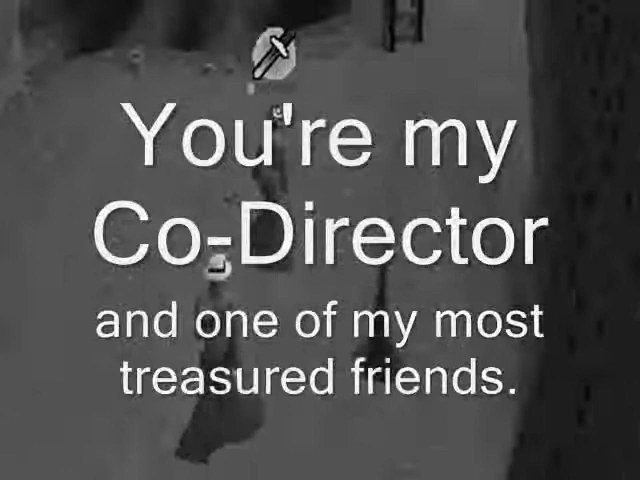 You're my
Co-Director
and one of my most
treasured friends.